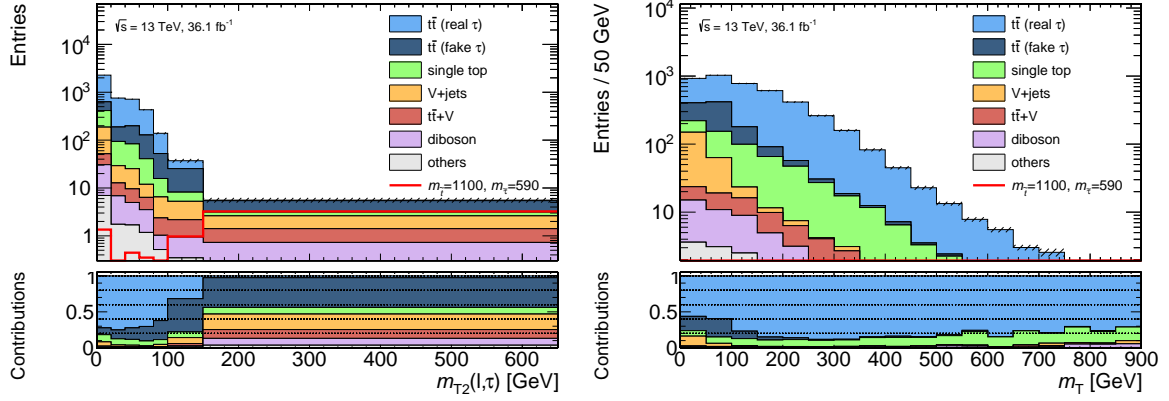 Entries
10⁴
10³
10²
10
1
√s = 13 TeV, 36.1 fb⁻¹
tt̄ (real τ)
tt̄ (fake τ)
single top
V+jets
tt̄+V
diboson
others
m_t̃=1100, m_τ̃=590
Contributions
1
0.5
0
0 100 200 300 400 500 600
m_T2(l,τ) [GeV]
Entries / 50 GeV
10⁴
10³
10²
10
√s = 13 TeV, 36.1 fb⁻¹
tt̄ (real τ)
tt̄ (fake τ)
single top
V+jets
tt̄+V
diboson
others
m_t̃=1100, m_τ̃=590
Contributions
1
0.5
0
0 100 200 300 400 500 600 700 800 900
m_T [GeV]